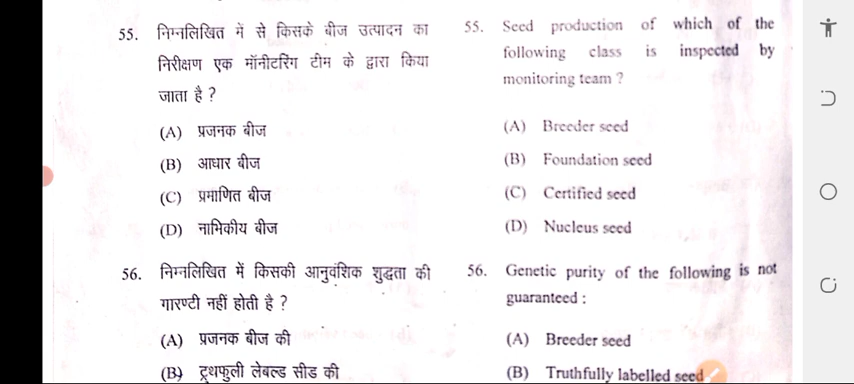 55. निम्नलिखित में से किसके बीज उत्पादन का
निरीक्षण एक मॉनीटरिंग टीम के द्वारा किया
जाता है ?
(A) प्रजनक बीज
(B) आधार बीज
(C) प्रमाणित बीज
(D) नाभिकीय बीज
56. निम्नलिखित में किसकी आनुवंशिक शुद्धता की
गारण्टी नहीं होती है ?
(A) प्रजनक बीज की
(B) ट्रुथफुली लेबल्ड सीड की
55. Seed production of which of the
following class is inspected by
monitoring team ?
(A) Breeder seed
(B) Foundation seed
(C) Certified seed
(D) Nucleus seed
56. Genetic purity of the following is not
guaranteed :
(A) Breeder seed
(B) Truthfully labelled seed